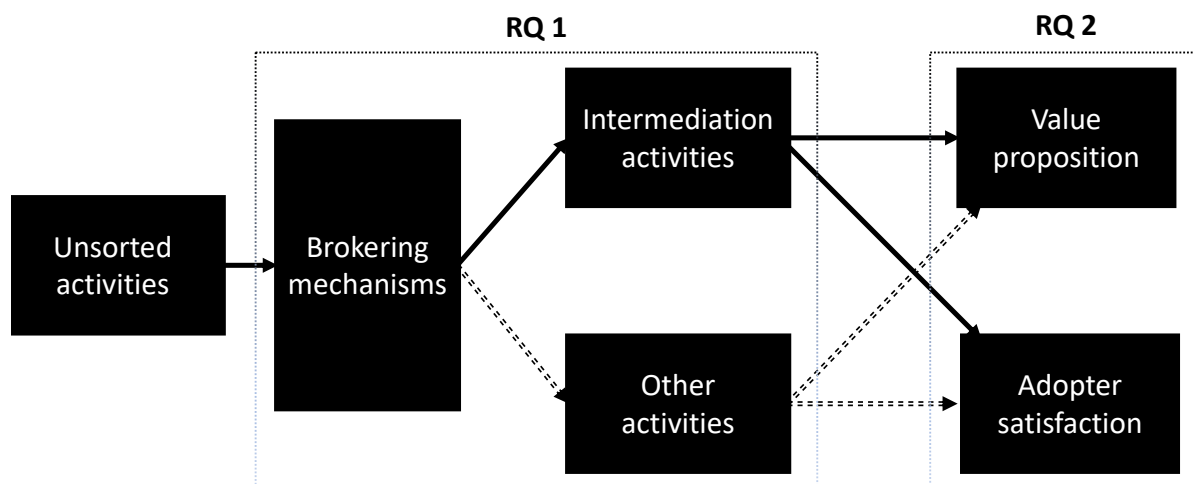 RQ 1
RQ 2
Unsorted
activities
Brokering
mechanisms
Intermediation
activities
Other
activities
Value
proposition
Adopter
satisfaction